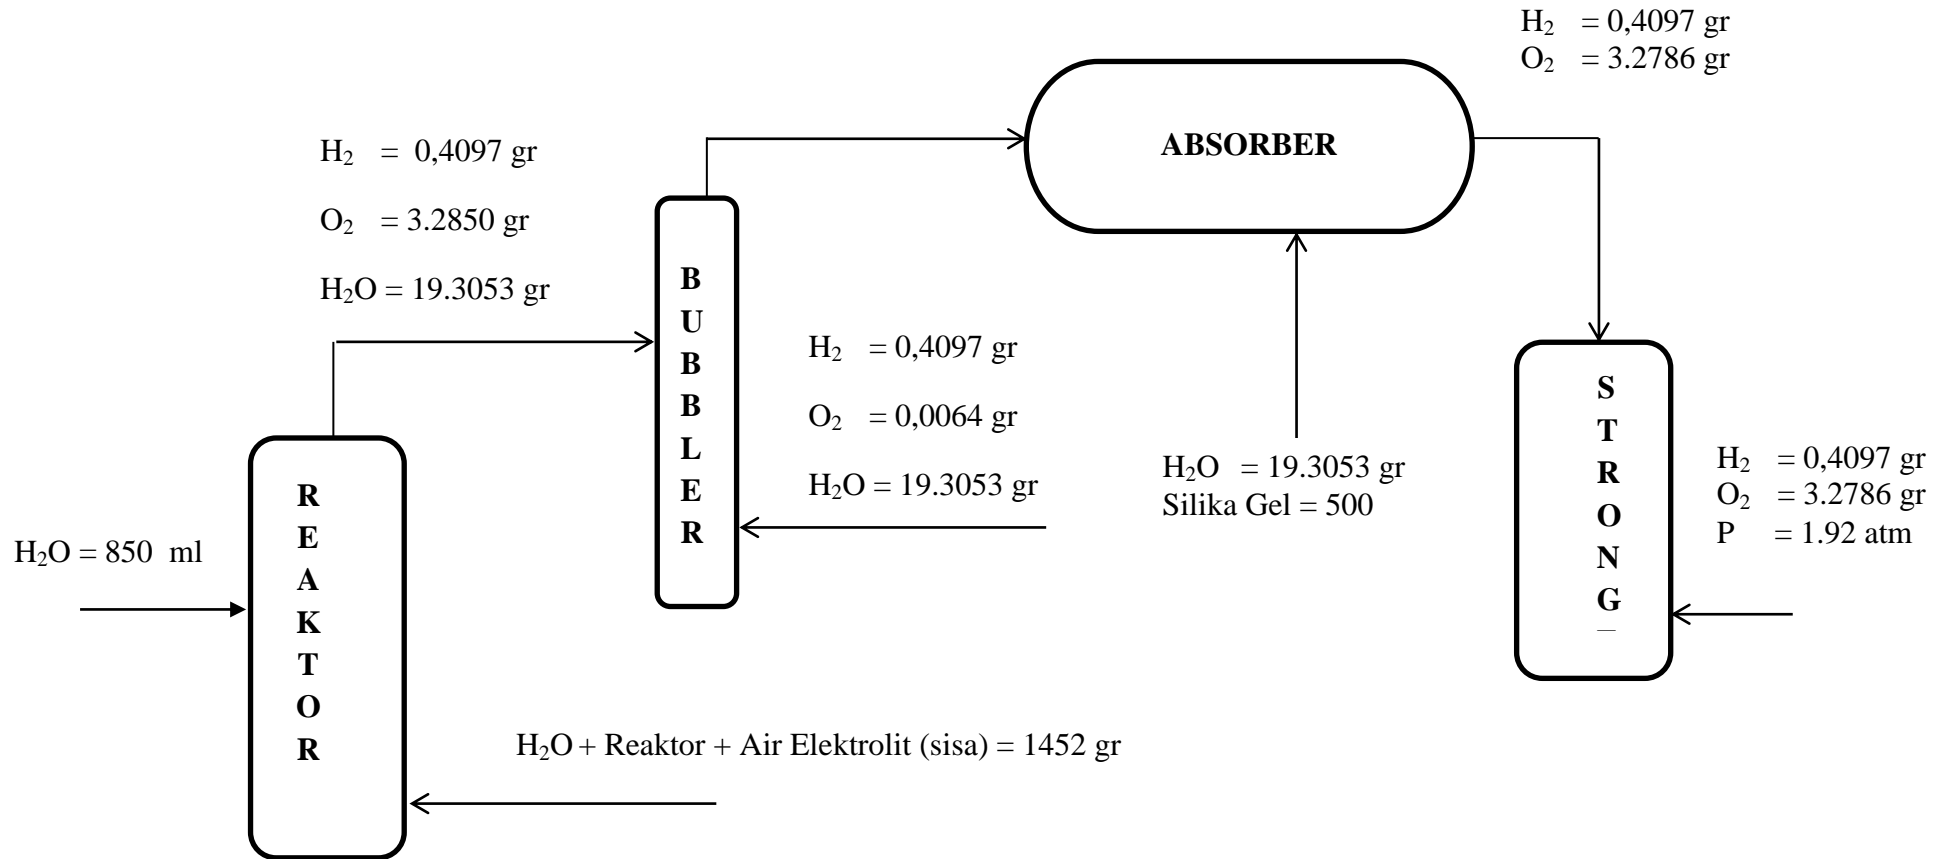 H₂ = 0,4097 gr
O₂ = 3.2786 gr
ABSORBER
H₂ = 0,4097 gr
O₂ = 3.2850 gr
H₂O = 19.3053 gr
BUBBLER
H₂ = 0,4097 gr
O₂ = 0,0064 gr
H₂O = 19.3053 gr
H₂O = 19.3053 gr
Silika Gel = 500
STRONG
H₂ = 0,4097 gr
O₂ = 3.2786 gr
P = 1.92 atm
H₂O = 850 ml
REAKTOR
H₂O + Reaktor + Air Elektrolit (sisa) = 1452 gr